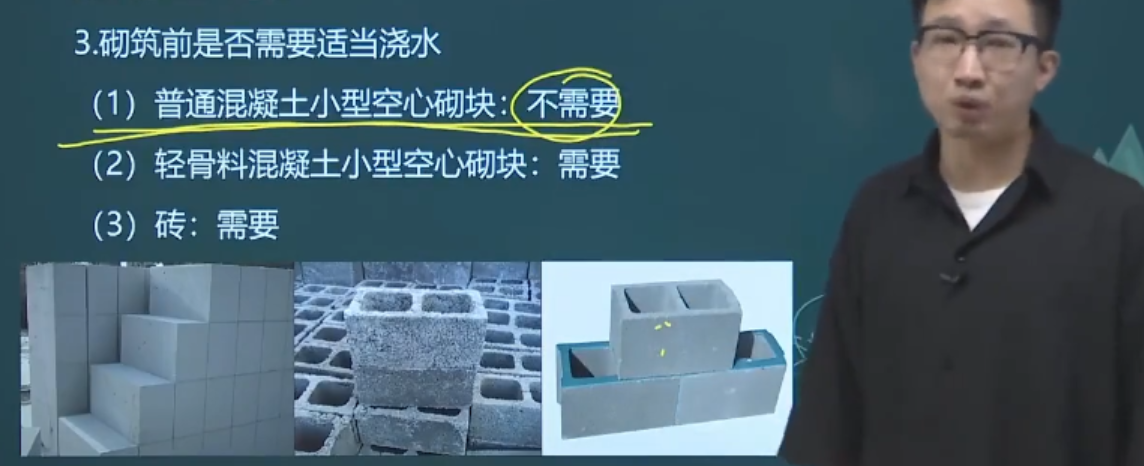 3.砌筑前是否需要适当浇水
（1）普通混凝土小型空心砌块：不需要
（2）轻骨料混凝土小型空心砌块：需要
（3）砖：需要